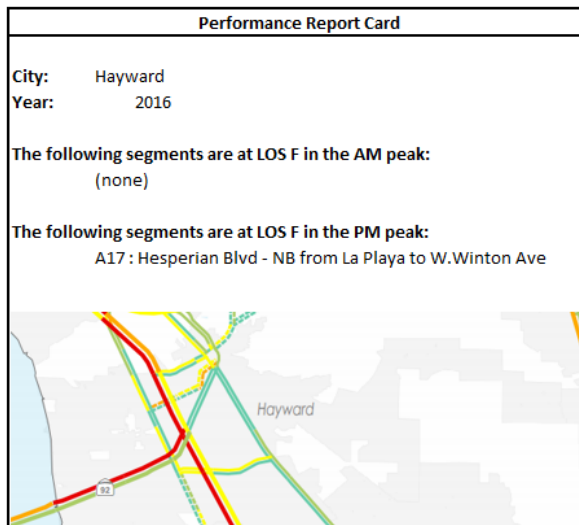 Performance Report Card
City: Hayward
Year: 2016
The following segments are at LOS F in the AM peak:
(none)
The following segments are at LOS F in the PM peak:
A17 : Hesperian Blvd - NB from La Playa to W.Winton Ave
Hayward
92